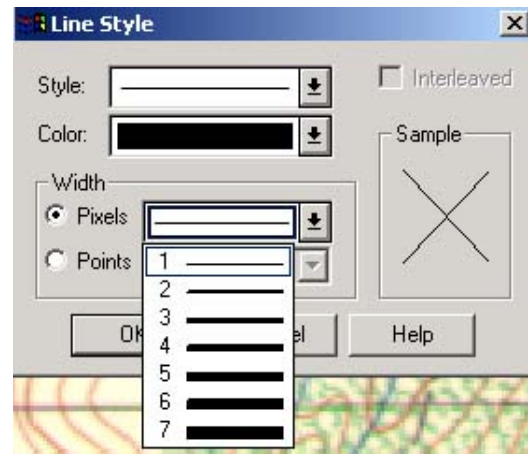 Line Style
Style:
Interleaved
Color:
Sample
Width
Pixels
Points
1
2
3
4
5
6
7
Help